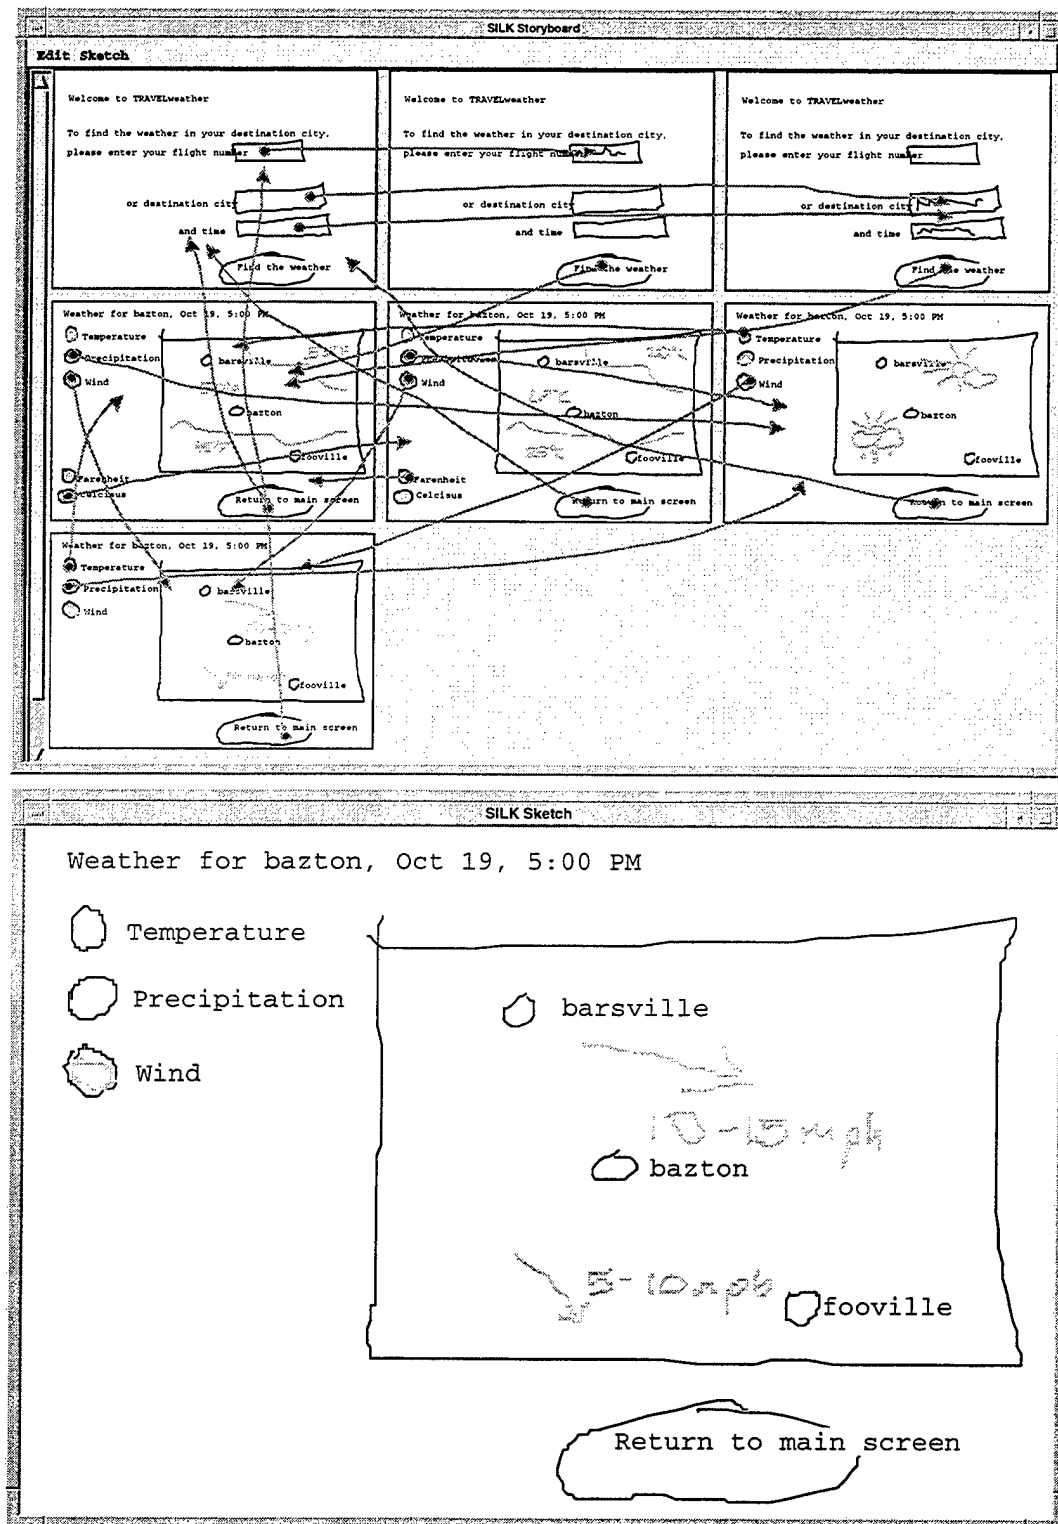 SILK Storyboard
Edit Sketch
Welcome to TRAVELweather
To find the weather in your destination city,
please enter your flight number
or destination city
and time
Find the weather
Welcome to TRAVELweather
To find the weather in your destination city,
please enter your flight number
or destination city
and time
Find the weather
Welcome to TRAVELweather
To find the weather in your destination city,
please enter your flight number
or destination city
and time
Find the weather
Weather for bazton, Oct 19, 5:00 PM
Temperature
Precipitation
Wind
barsville
bazton
fooville
Farenheit
Celcisus
Return to main screen
Weather for bazton, Oct 19, 5:00 PM
Temperature
Wind
barsville
bazton
fooville
Farenheit
Celcisus
Return to main screen
Weather for bazton, Oct 19, 5:00 PM
Temperature
Precipitation
Wind
barsville
bazton
fooville
Return to main screen
Weather for bazton, Oct 19, 5:00 PM
Temperature
Precipitation
Wind
barsville
bazton
fooville
Return to main screen
SILK Sketch
Weather for bazton, Oct 19, 5:00 PM
Temperature
Precipitation
Wind
barsville
10-15 mph
bazton
5-10 mph
fooville
Return to main screen